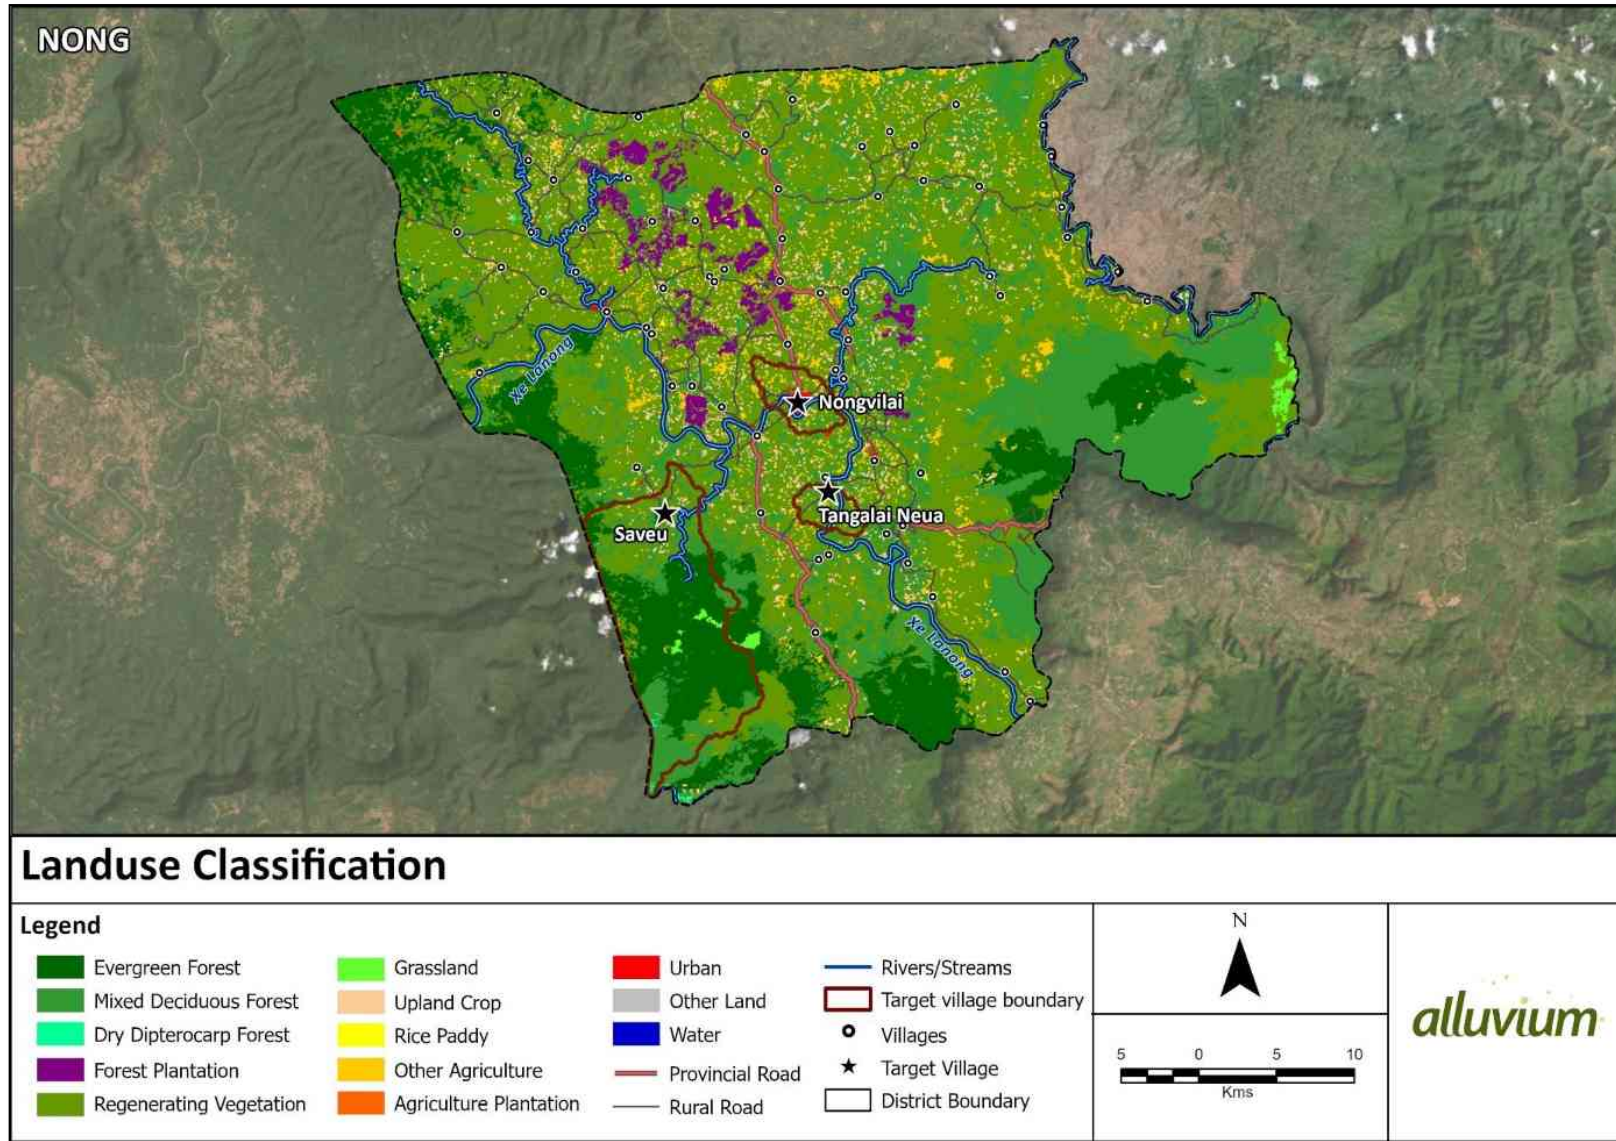 NONG
Xe Lanong
Nongvilai
Tangalai Neua
Saveu
Xe Lanong
Landuse Classification
Legend
Evergreen Forest
Mixed Deciduous Forest
Dry Dipterocarp Forest
Forest Plantation
Regenerating Vegetation
Grassland
Upland Crop
Rice Paddy
Other Agriculture
Agriculture Plantation
Urban
Other Land
Water
Provincial Road
Rural Road
Rivers/Streams
Target village boundary
Villages
Target Village
District Boundary
N
5 0 5 10
Kms
alluvium